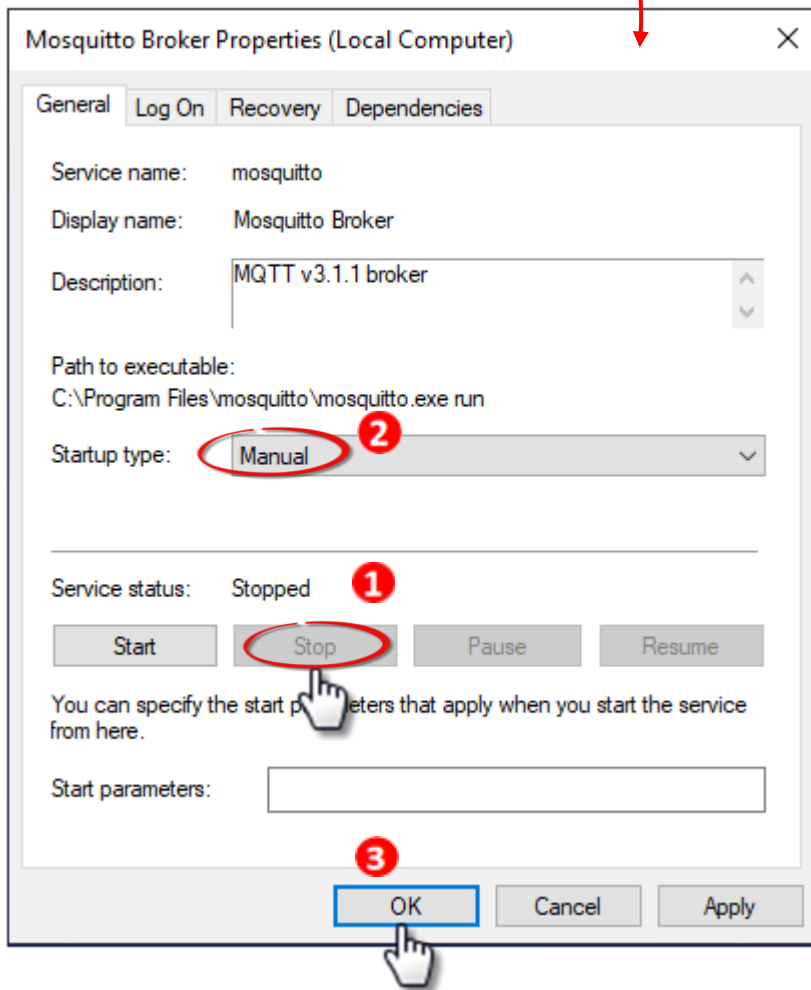 Mosquitto Broker Properties (Local Computer)
General Log On Recovery Dependencies
Service name: mosquitto
Display name: Mosquitto Broker
Description: MQTT v3.1.1 broker
Path to executable:
C:\Program Files\mosquitto\mosquitto.exe run
2
Startup type: Manual
Service status: Stopped 1
Start Stop Pause Resume
You can specify the start eters that apply when you start the service
from here.
Start parameters:
3
OK Cancel Apply